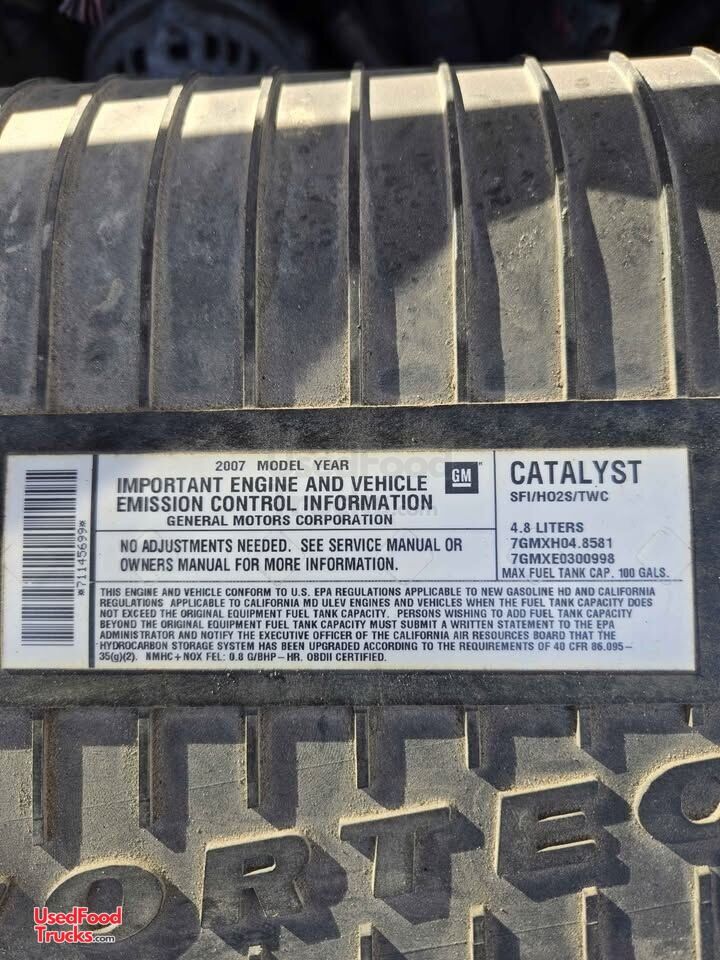 *71145699*
2007 MODEL YEAR
IMPORTANT ENGINE AND VEHICLE
EMISSION CONTROL INFORMATION
GENERAL MOTORS CORPORATION
GM
NO ADJUSTMENTS NEEDED. SEE SERVICE MANUAL OR
OWNERS MANUAL FOR MORE INFORMATION.
CATALYST
SFI/HO2S/TWC
4.8 LITERS
7GMXH04.8581
7GMXE0300998
MAX FUEL TANK CAP. 100 GALS.
THIS ENGINE AND VEHICLE CONFORM TO U.S. EPA REGULATIONS APPLICABLE TO NEW GASOLINE HD AND CALIFORNIA
REGULATIONS APPLICABLE TO CALIFORNIA MD ULEV ENGINES AND VEHICLES WHEN THE FUEL TANK CAPACITY DOES
NOT EXCEED THE ORIGINAL EQUIPMENT FUEL TANK CAPACITY. PERSONS WISHING TO ADD FUEL TANK CAPACITY
BEYOND THE ORIGINAL EQUIPMENT FUEL TANK CAPACITY MUST SUBMIT A WRITTEN STATEMENT TO THE EPA
ADMINISTRATOR AND NOTIFY THE EXECUTIVE OFFICER OF THE CALIFORNIA AIR RESOURCES BOARD THAT THE
HYDROCARBON STORAGE SYSTEM HAS BEEN UPGRADED ACCORDING TO THE REQUIREMENTS OF 40 CFR 86.095-
35(g)(2). NMHC+NOX FEL: 0.8 G/BHP-HR. OBDII CERTIFIED.
ORTEC
UsedFood
Trucks.com